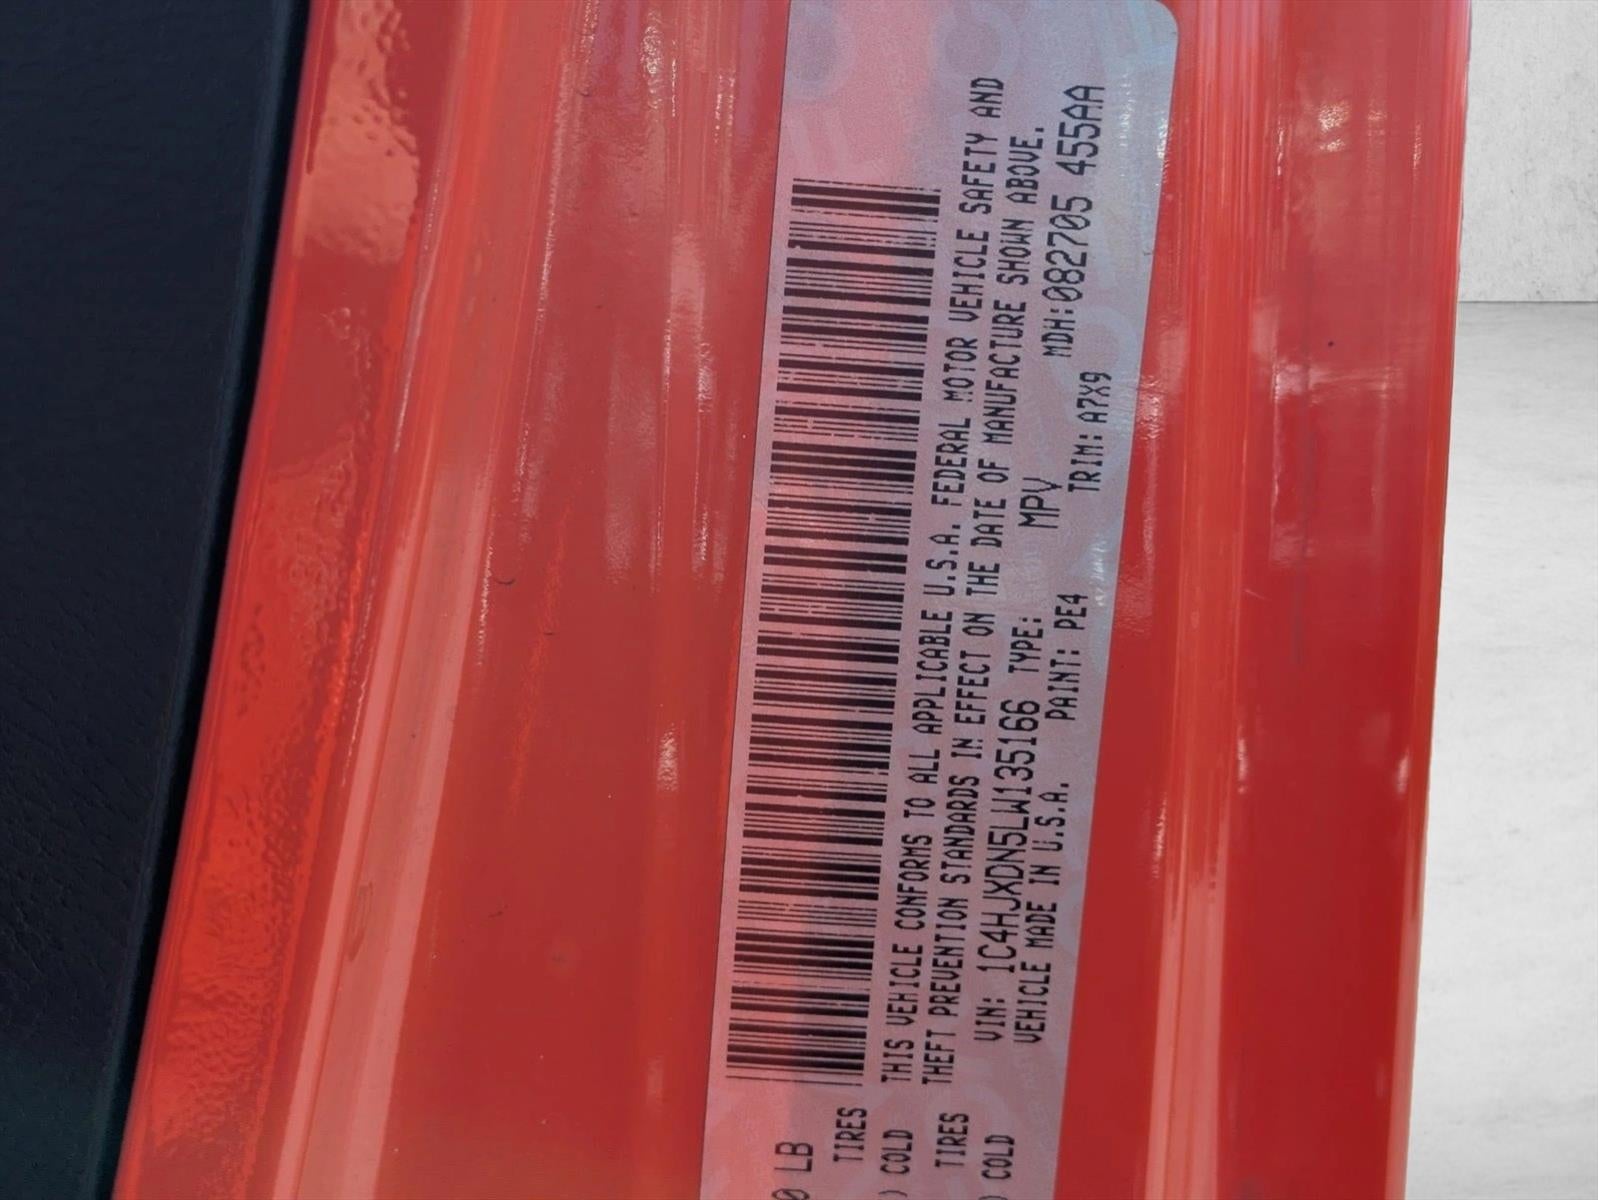 0 LB
TIRES
) COLD
TIRES
) COLD
THIS VEHICLE CONFORMS TO ALL APPLICABLE U.S.A. FEDERAL MOTOR VEHICLE SAFETY AND
THEFT PREVENTION STANDARDS IN EFFECT ON THE DATE OF MANUFACTURE SHOWN ABOVE.
VIN: 1C4HJXDN5LW135166 TYPE: MPV MDH:082705 455AA
VEHICLE MADE IN U.S.A. PAINT: PE4 TRIM: A7X9